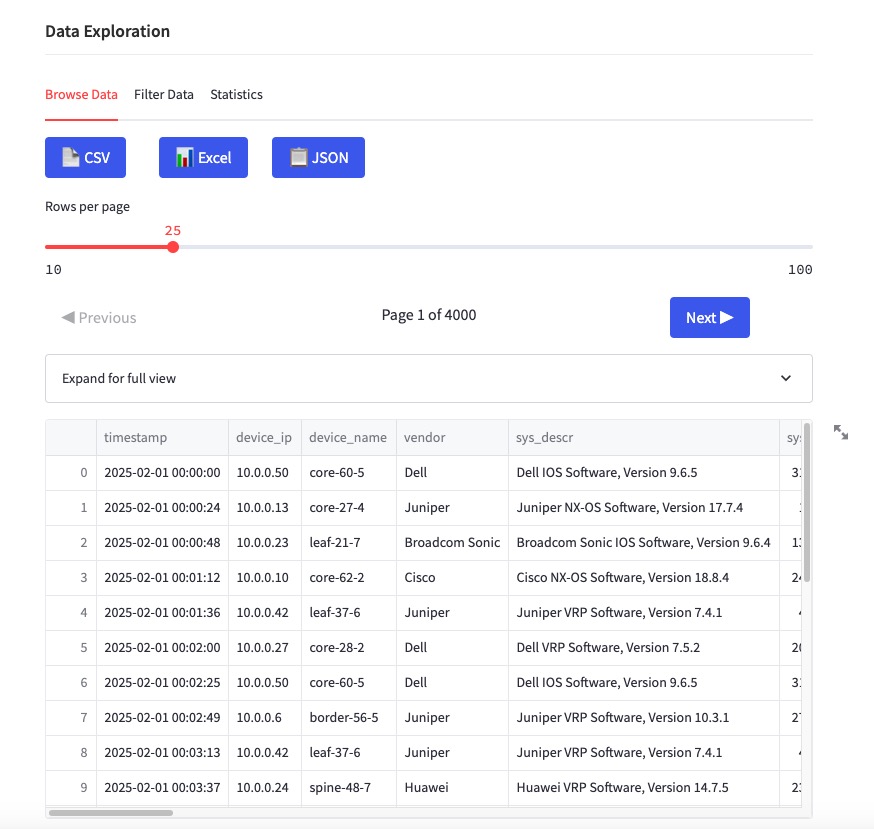 Data Exploration
Browse Data Filter Data Statistics
CSV Excel JSON
Rows per page
25
10 100
◀ Previous Page 1 of 4000 Next ▶
Expand for full view
timestamp device_ip device_name vendor sys_descr
0 2025-02-01 00:00:00 10.0.0.50 core-60-5 Dell Dell IOS Software, Version 9.6.5
1 2025-02-01 00:00:24 10.0.0.13 core-27-4 Juniper Juniper NX-OS Software, Version 17.7.4
2 2025-02-01 00:00:48 10.0.0.23 leaf-21-7 Broadcom Sonic Broadcom Sonic IOS Software, Version 9.6.4
3 2025-02-01 00:01:12 10.0.0.10 core-62-2 Cisco Cisco NX-OS Software, Version 18.8.4
4 2025-02-01 00:01:36 10.0.0.42 leaf-37-6 Juniper Juniper VRP Software, Version 7.4.1
5 2025-02-01 00:02:00 10.0.0.27 core-28-2 Dell Dell VRP Software, Version 7.5.2
6 2025-02-01 00:02:25 10.0.0.50 core-60-5 Dell Dell IOS Software, Version 9.6.5
7 2025-02-01 00:02:49 10.0.0.6 border-56-5 Juniper Juniper VRP Software, Version 10.3.1
8 2025-02-01 00:03:13 10.0.0.42 leaf-37-6 Juniper Juniper VRP Software, Version 7.4.1
9 2025-02-01 00:03:37 10.0.0.24 spine-48-7 Huawei Huawei VRP Software, Version 14.7.5